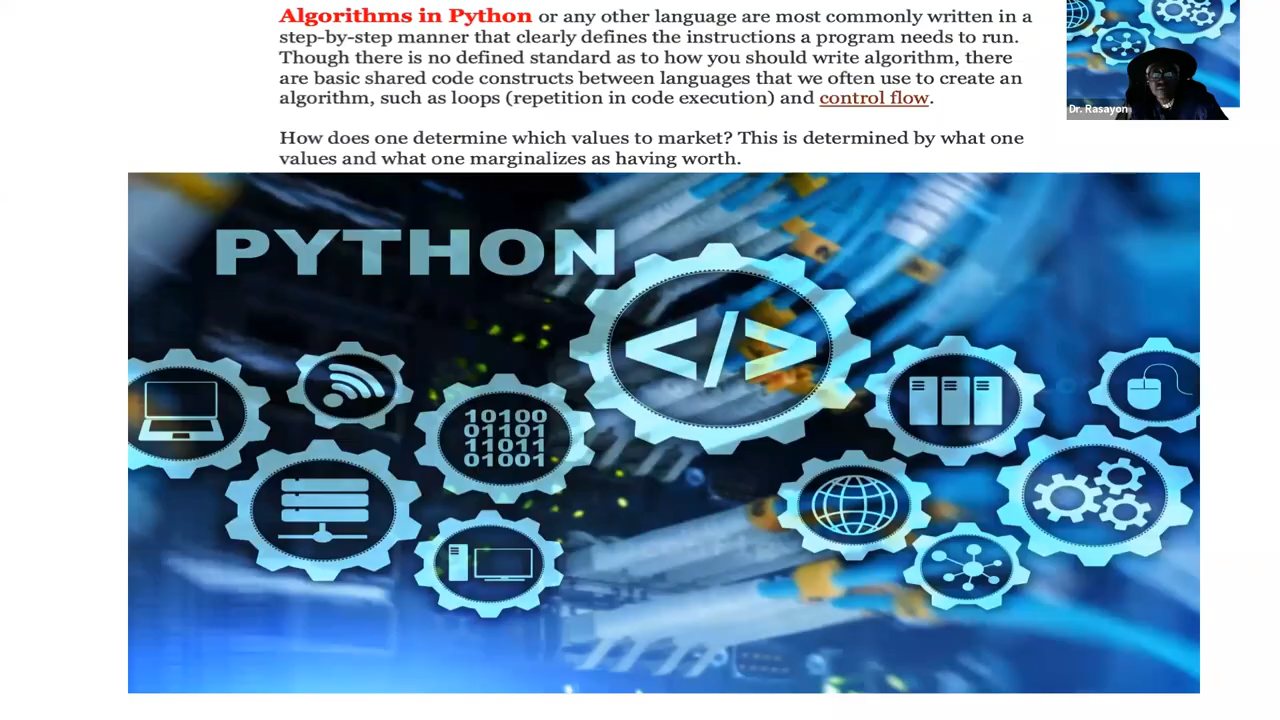 Algorithms in Python or any other language are most commonly written in a
step-by-step manner that clearly defines the instructions a program needs to run.
Though there is no defined standard as to how you should write algorithm, there
are basic shared code constructs between languages that we often use to create an
algorithm, such as loops (repetition in code execution) and control flow.
How does one determine which values to market? This is determined by what one
values and what one marginalizes as having worth.
Dr. Rasayon
PYTHON
</>
10100
01101
11011
01001